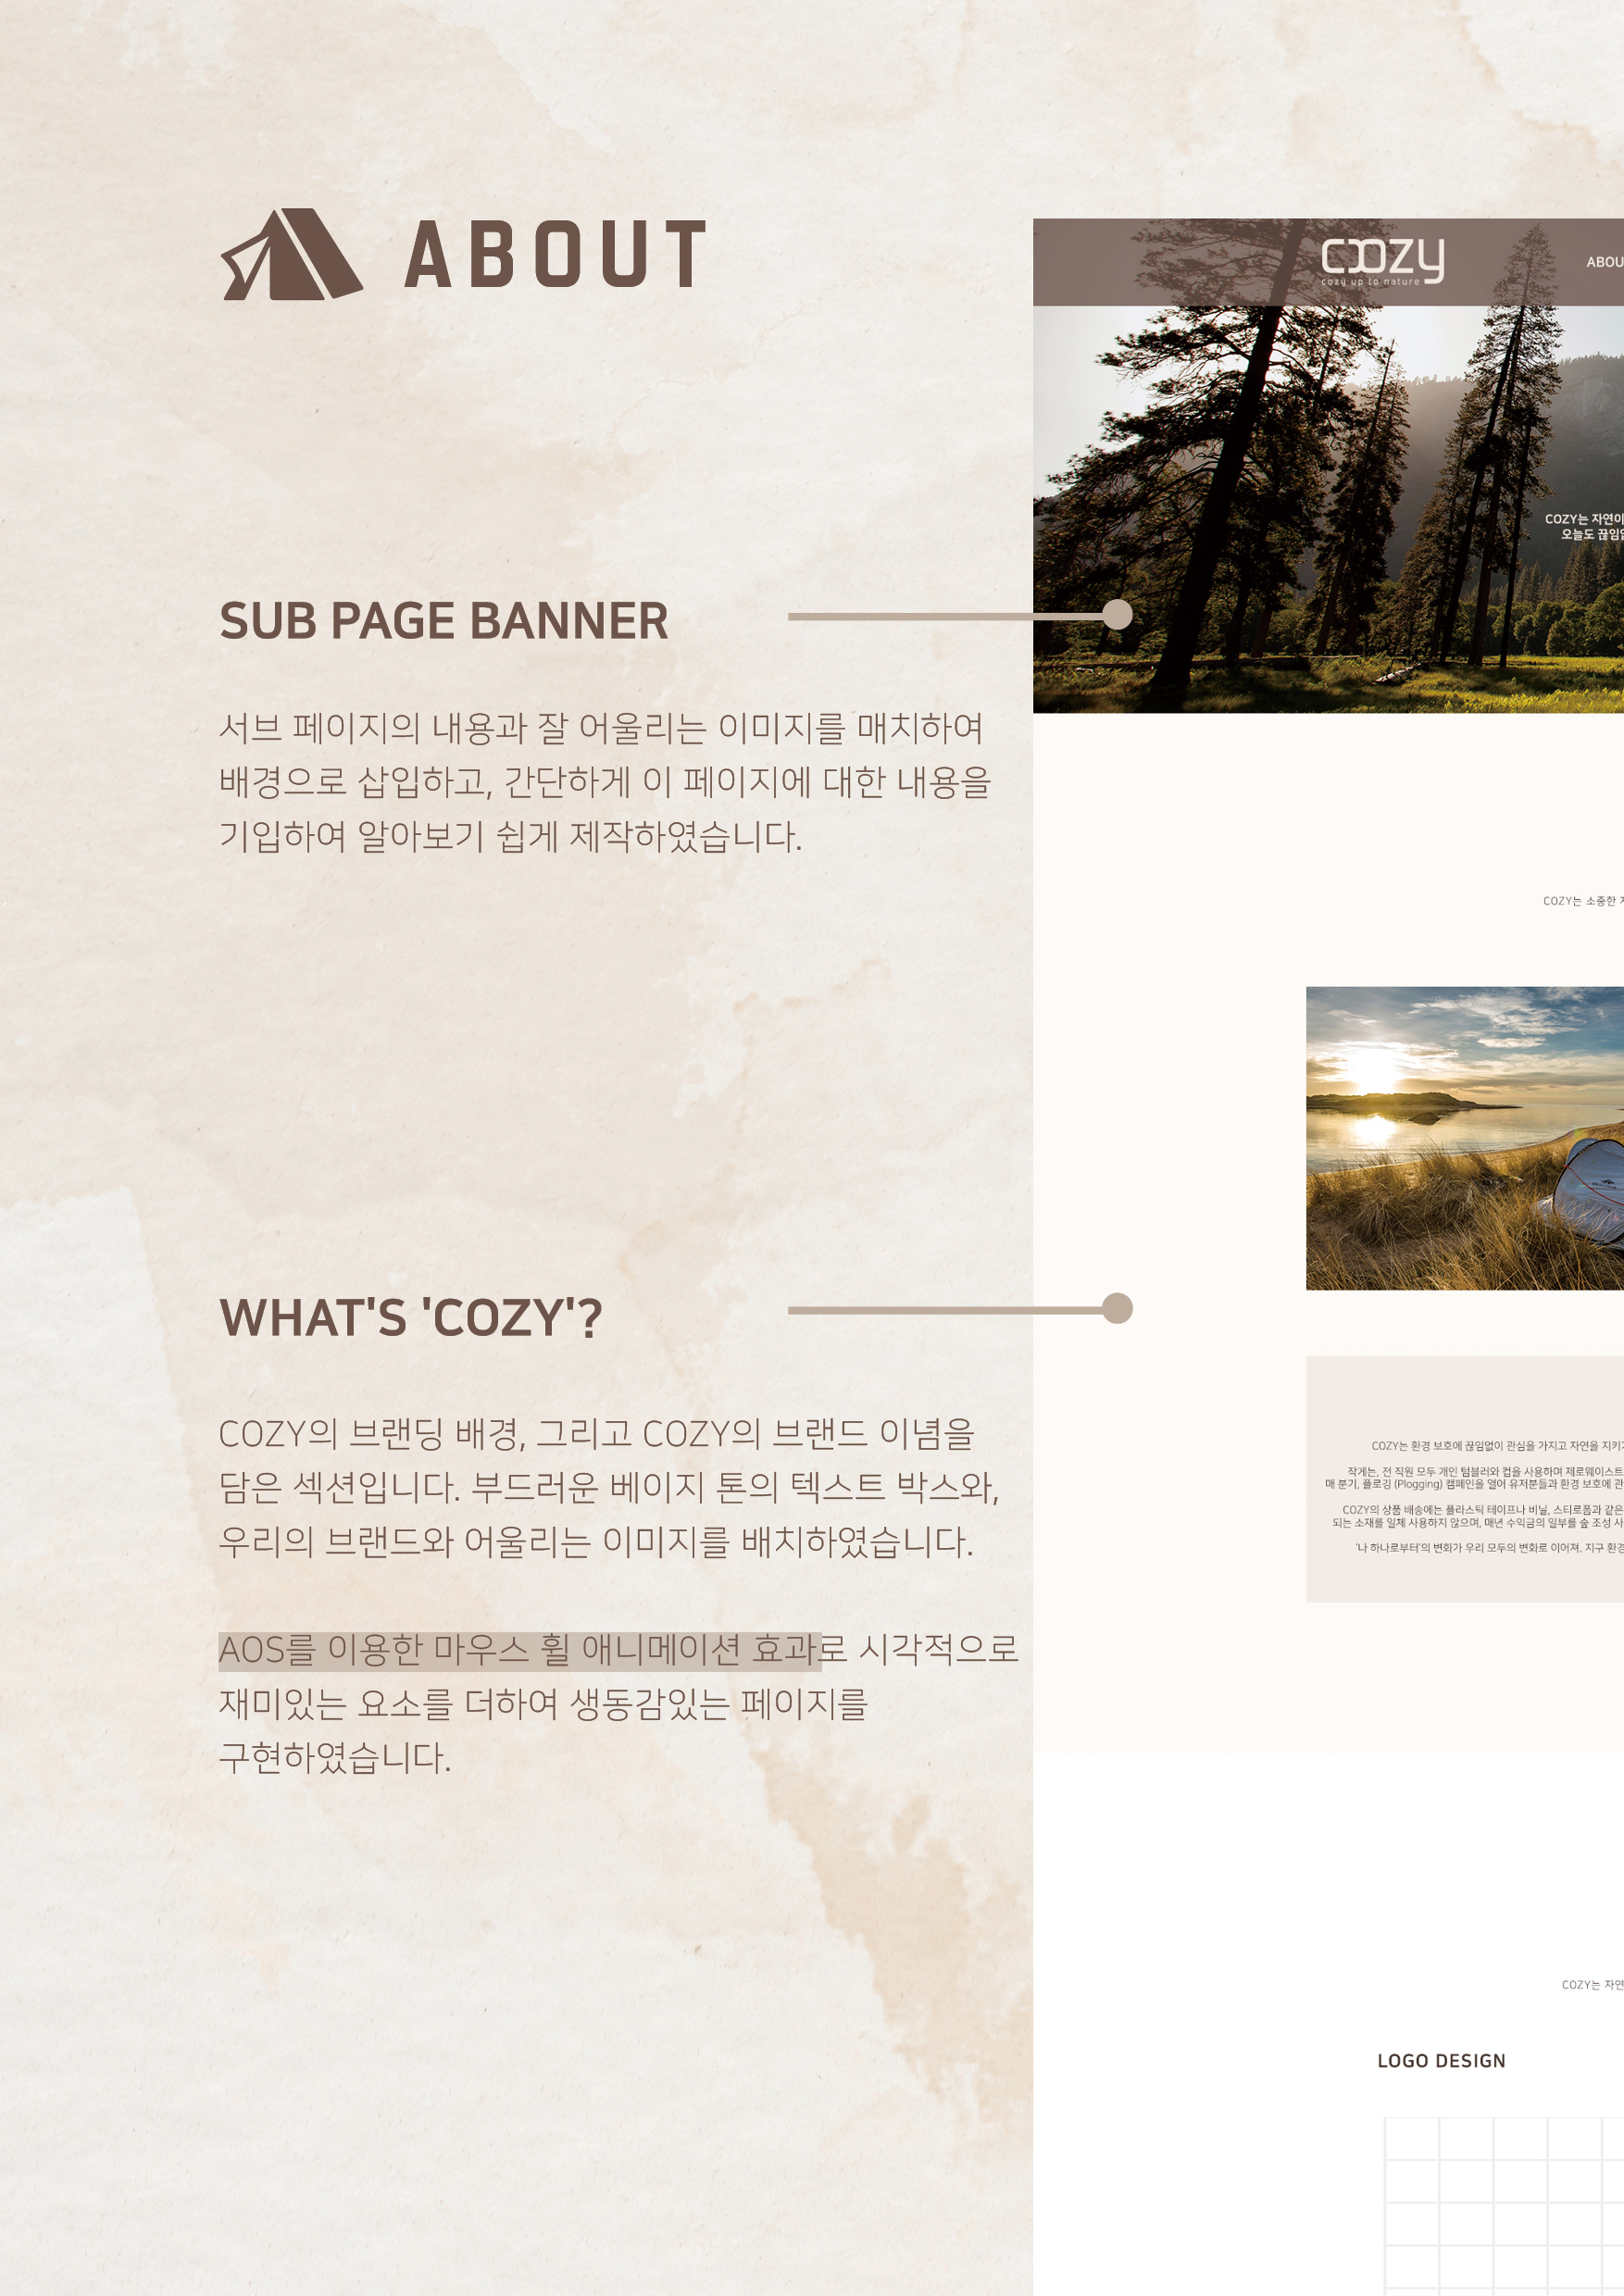 ABOUT
SUB PAGE BANNER
서브 페이지의 내용과 잘 어울리는 이미지를 매치하여
배경으로 삽입하고, 간단하게 이 페이지에 대한 내용을
기입하여 알아보기 쉽게 제작하였습니다.
WHAT'S 'COZY'?
COZY의 브랜딩 배경, 그리고 COZY의 브랜드 이념을
담은 섹션입니다. 부드러운 베이지 톤의 텍스트 박스와,
우리의 브랜드와 어울리는 이미지를 배치하였습니다.
AOS를 이용한 마우스 휠 애니메이션 효과로 시각적으로
재미있는 요소를 더하여 생동감있는 페이지를
구현하였습니다.
COZY
cozy up to nature
ABOU
COZY는 자연이
오늘도 끊임없
COZY는 소중한
COZY는 환경 보호에 끊임없이 관심을 가지고 자연을 지키
작게는, 전 직원 모두 개인 텀블러와 컵을 사용하며 제로웨이스트
매 분기, 플로깅 (Plogging) 캠페인을 열어 유저분들과 환경 보호에 관
COZY의 상품 배송에는 플라스틱 테이프나 비닐, 스티로폼과 같은
되는 소재를 일체 사용하지 않으며, 매년 수익금의 일부를 숲 조성 사
'나 하나로부터'의 변화가 우리 모두의 변화로 이어져, 지구 환경
COZY는 자연
LOGO DESIGN